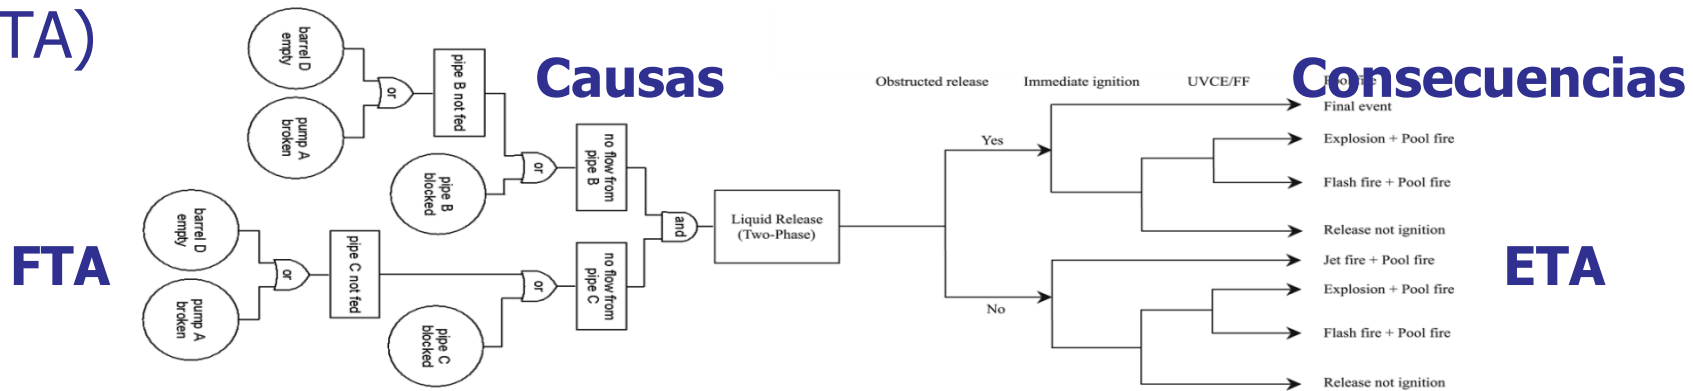 TA)
Causas
Consecuencias
FTA
ETA
barrel D
empty
pump A
broken
or
pipe B not fed
pipe B
blocked
or
no flow from
pipe B
barrel D
empty
pump A
broken
or
pipe C not fed
pipe C
blocked
or
no flow from
pipe C
and
Liquid Release
(Two-Phase)
Obstructed release
Immediate ignition
UVCE/FF
Yes
No
Final event
Explosion + Pool fire
Flash fire + Pool fire
Release not ignition
Jet fire + Pool fire
Explosion + Pool fire
Flash fire + Pool fire
Release not ignition